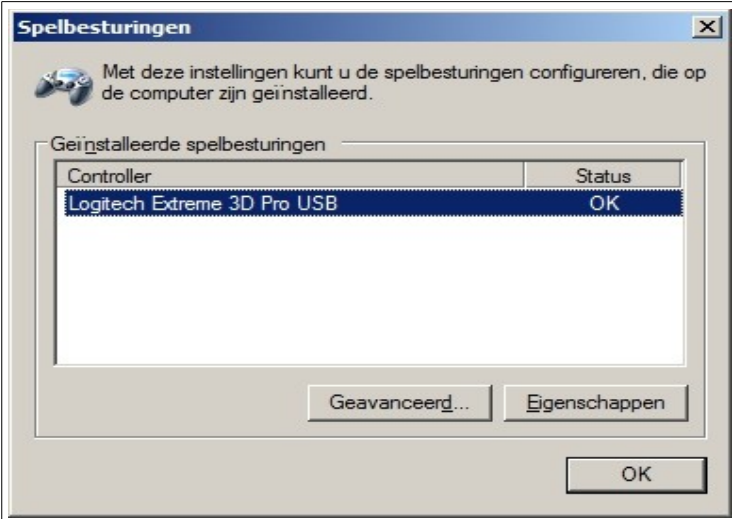 Spelbesturingen
Met deze instellingen kunt u de spelbesturingen configureren, die op
de computer zijn geïnstalleerd.
Geïnstalleerde spelbesturingen
Controller Status
Logitech Extreme 3D Pro USB OK
Geavanceerd... Eigenschappen
OK